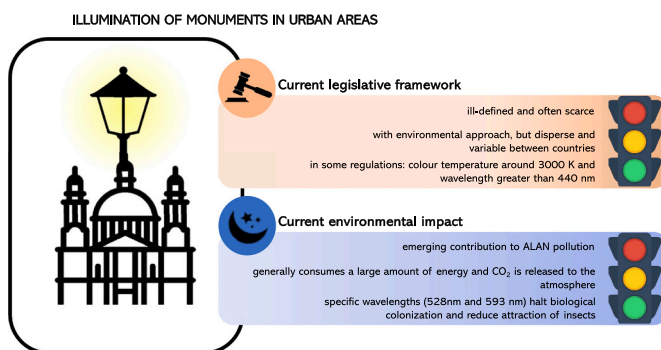 ILLUMINATION OF MONUMENTS IN URBAN AREAS
Current legislative framework
ill-defined and often scarce
with environmental approach, but disperse and
variable between countries
in some regulations: colour temperature around 3000 K and
wavelength greater than 440 nm
Current environmental impact
emerging contribution to ALAN pollution
generally consumes a large amount of energy and CO₂ is released to the
atmosphere
specific wavelengths (528nm and 593 nm) halt biological
colonization and reduce attraction of insects